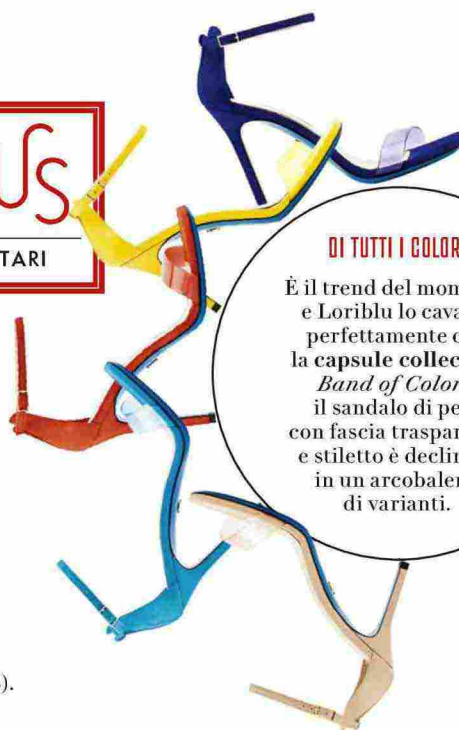 US
TARI
DI TUTTI I COLOR
È il trend del mom
e Loriblu lo cava
perfettamente c
la capsule collec
Band of Color
il sandalo di pe
con fascia traspar
e stiletto è declin
in un arcobale
di varianti.
).